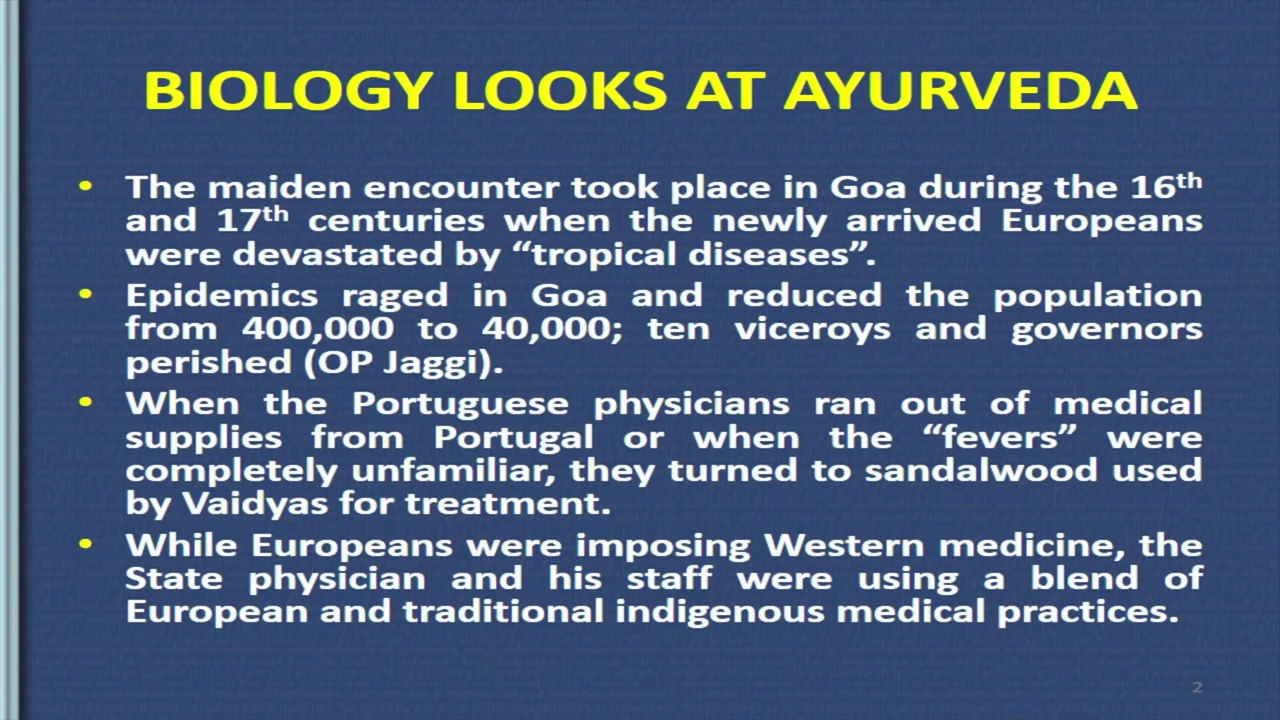 BIOLOGY LOOKS AT AYURVEDA
• The maiden encounter took place in Goa during the 16th
and 17th centuries when the newly arrived Europeans
were devastated by “tropical diseases”.
• Epidemics raged in Goa and reduced the population
from 400,000 to 40,000; ten viceroys and governors
perished (OP Jaggi).
• When the Portuguese physicians ran out of medical
supplies from Portugal or when the “fevers” were
completely unfamiliar, they turned to sandalwood used
by Vaidyas for treatment.
• While Europeans were imposing Western medicine, the
State physician and his staff were using a blend of
European and traditional indigenous medical practices.
2